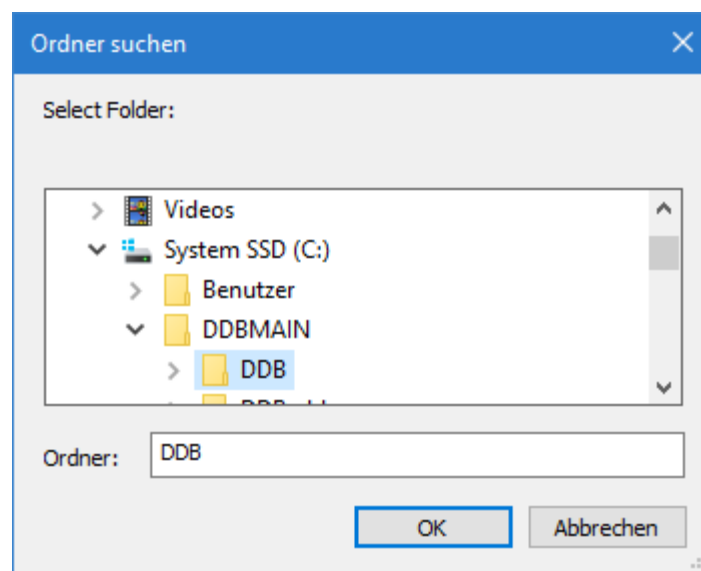 Ordner suchen
Select Folder:
Videos
System SSD (C:)
Benutzer
DDBMAIN
DDB
Ordner:
DDB
OK
Abbrechen